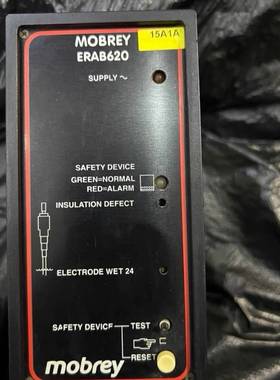 MOBREY
15A1A
ERAB620
SUPPLY ~
SAFETY DEVICE
GREEN=NORMAL
RED=ALARM
INSULATION DEFECT
ELECTRODE WET 24
SAFETY DEVICE
TEST
RESET
mobrey